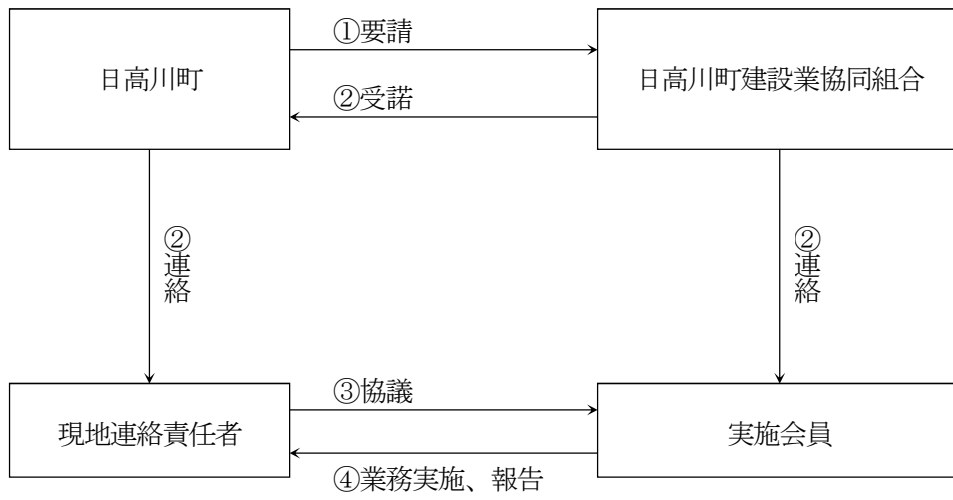 ①要請
日高川町
日高川町建設業協同組合
②受諾
②連絡
②連絡
③協議
現地連絡責任者
実施会員
④業務実施、報告